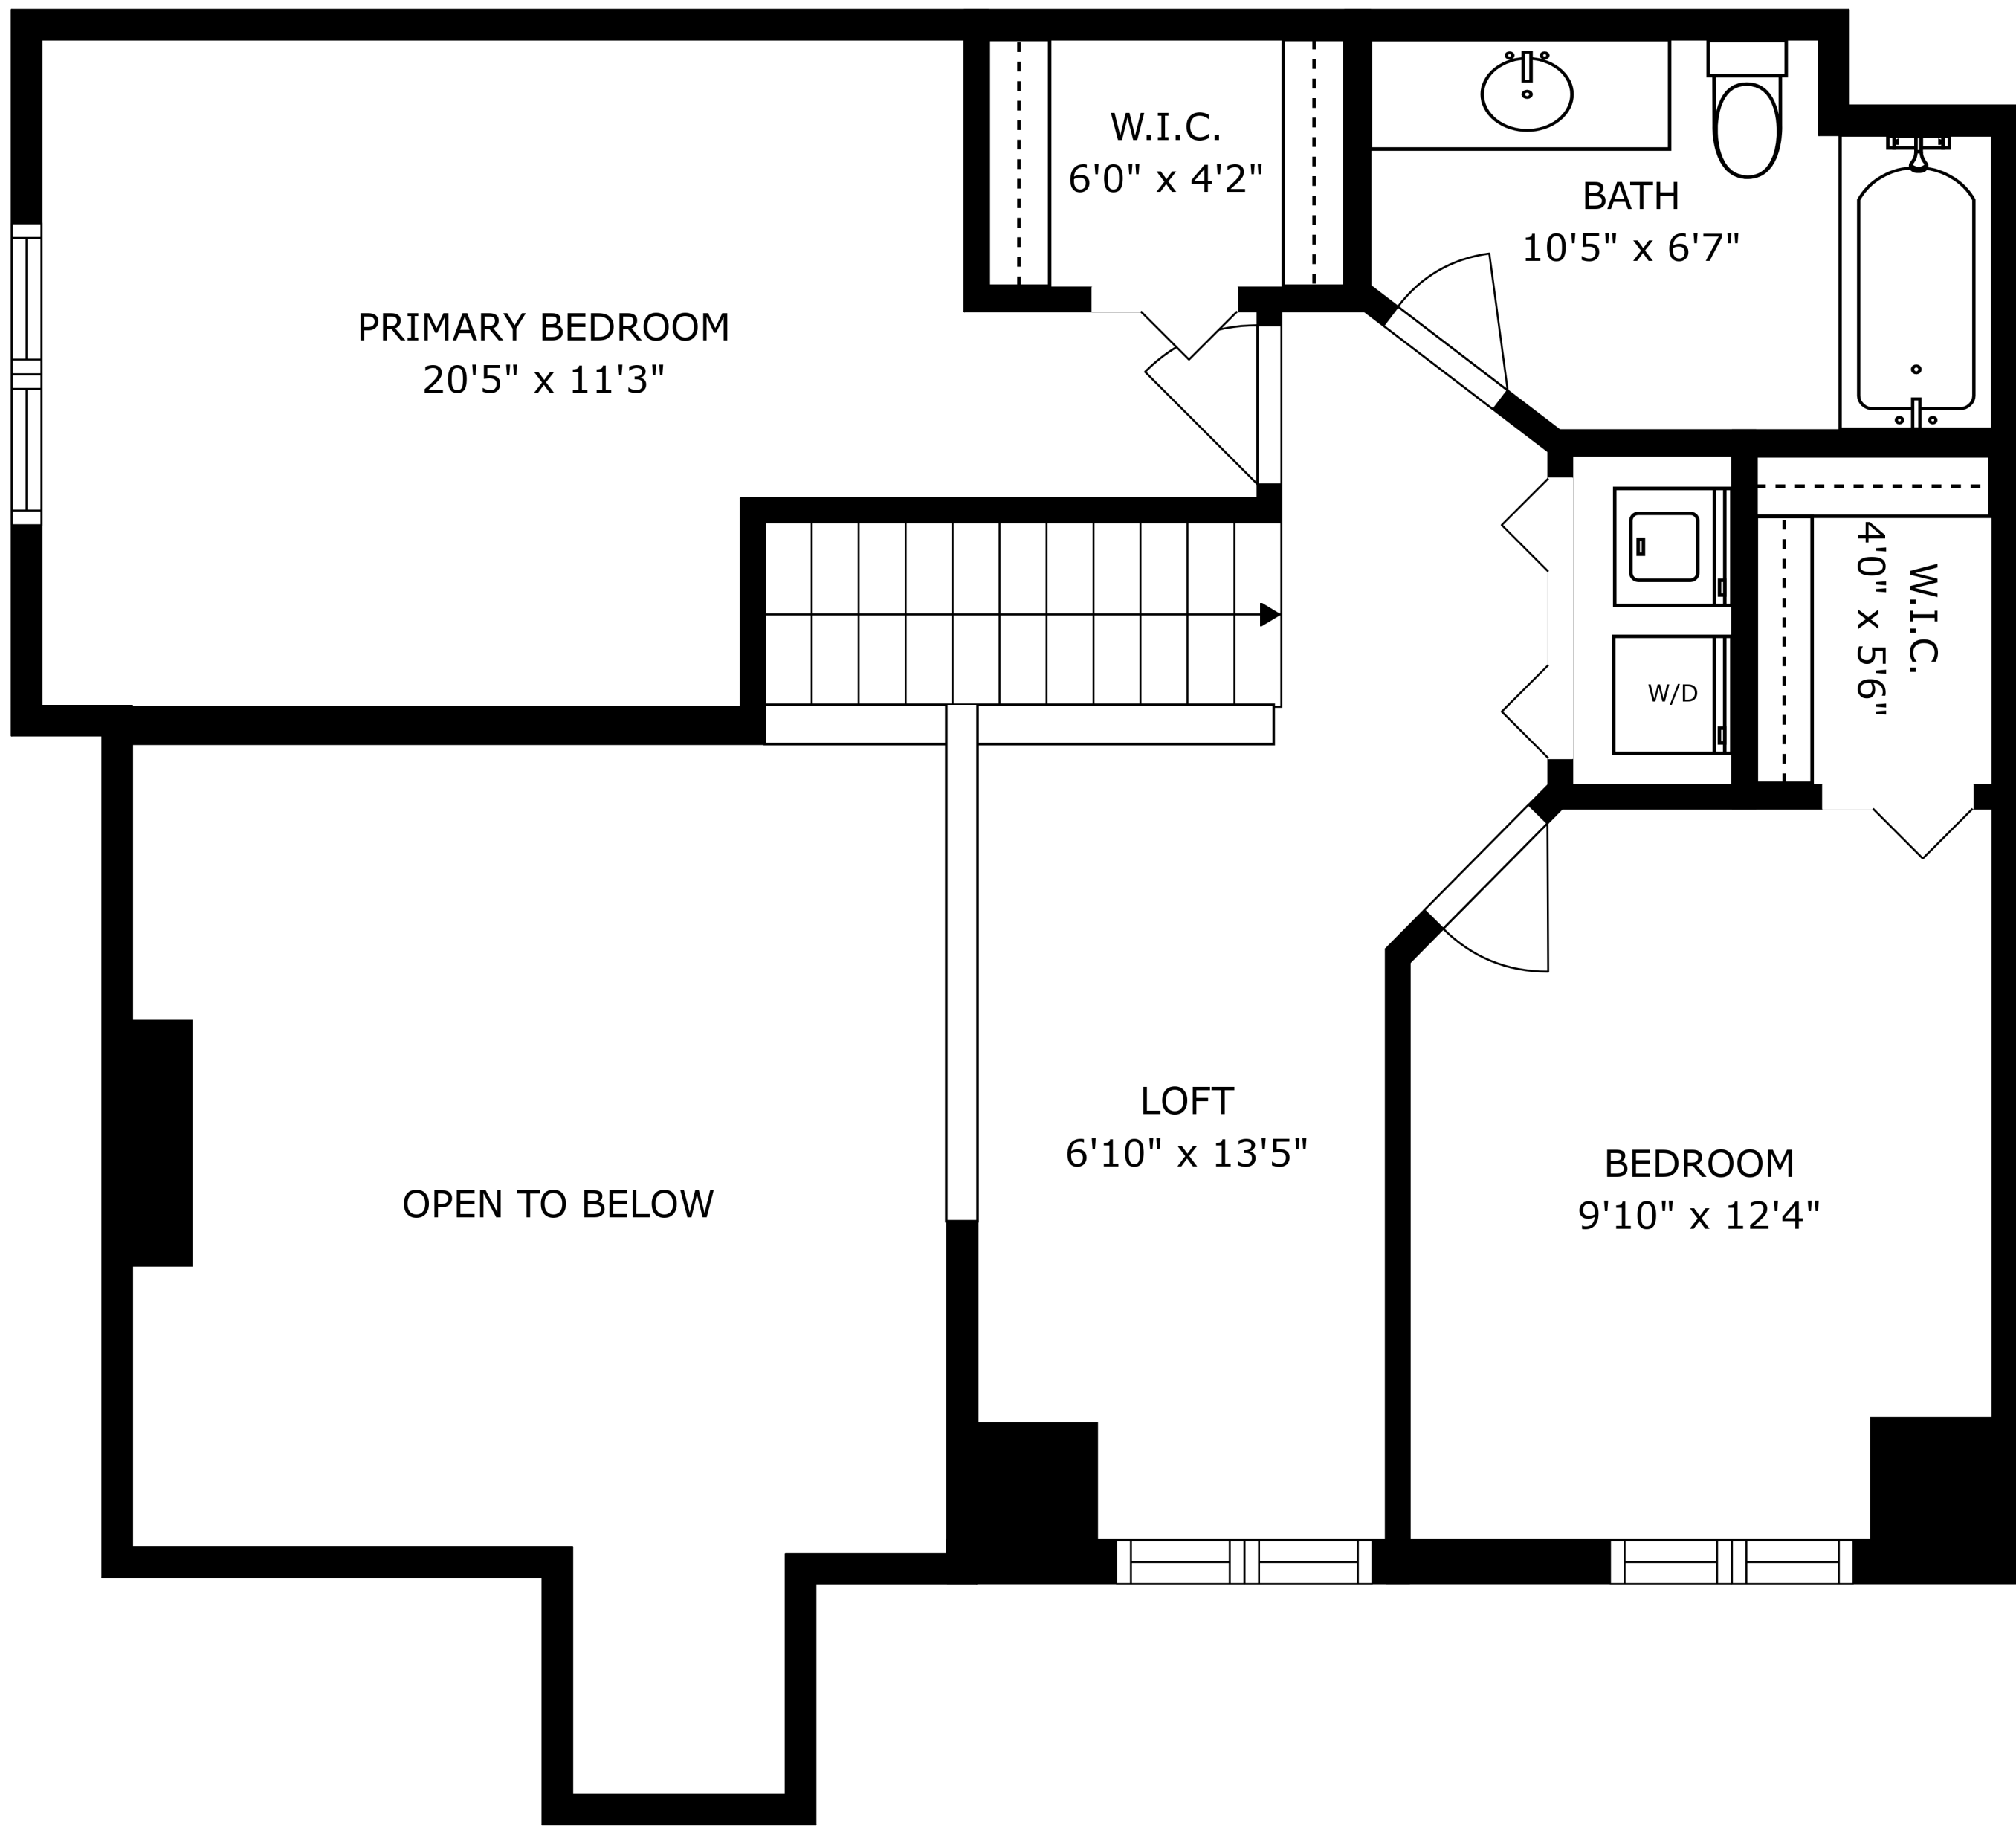 W.I.C.
6'0" x 4'2"
BATH
10'5" x 6'7"
PRIMARY BEDROOM
20'5" x 11'3"
W.I.C.
4'0" x 5'6"
W/D
LOFT
6'10" x 13'5"
BEDROOM
9'10" x 12'4"
OPEN TO BELOW